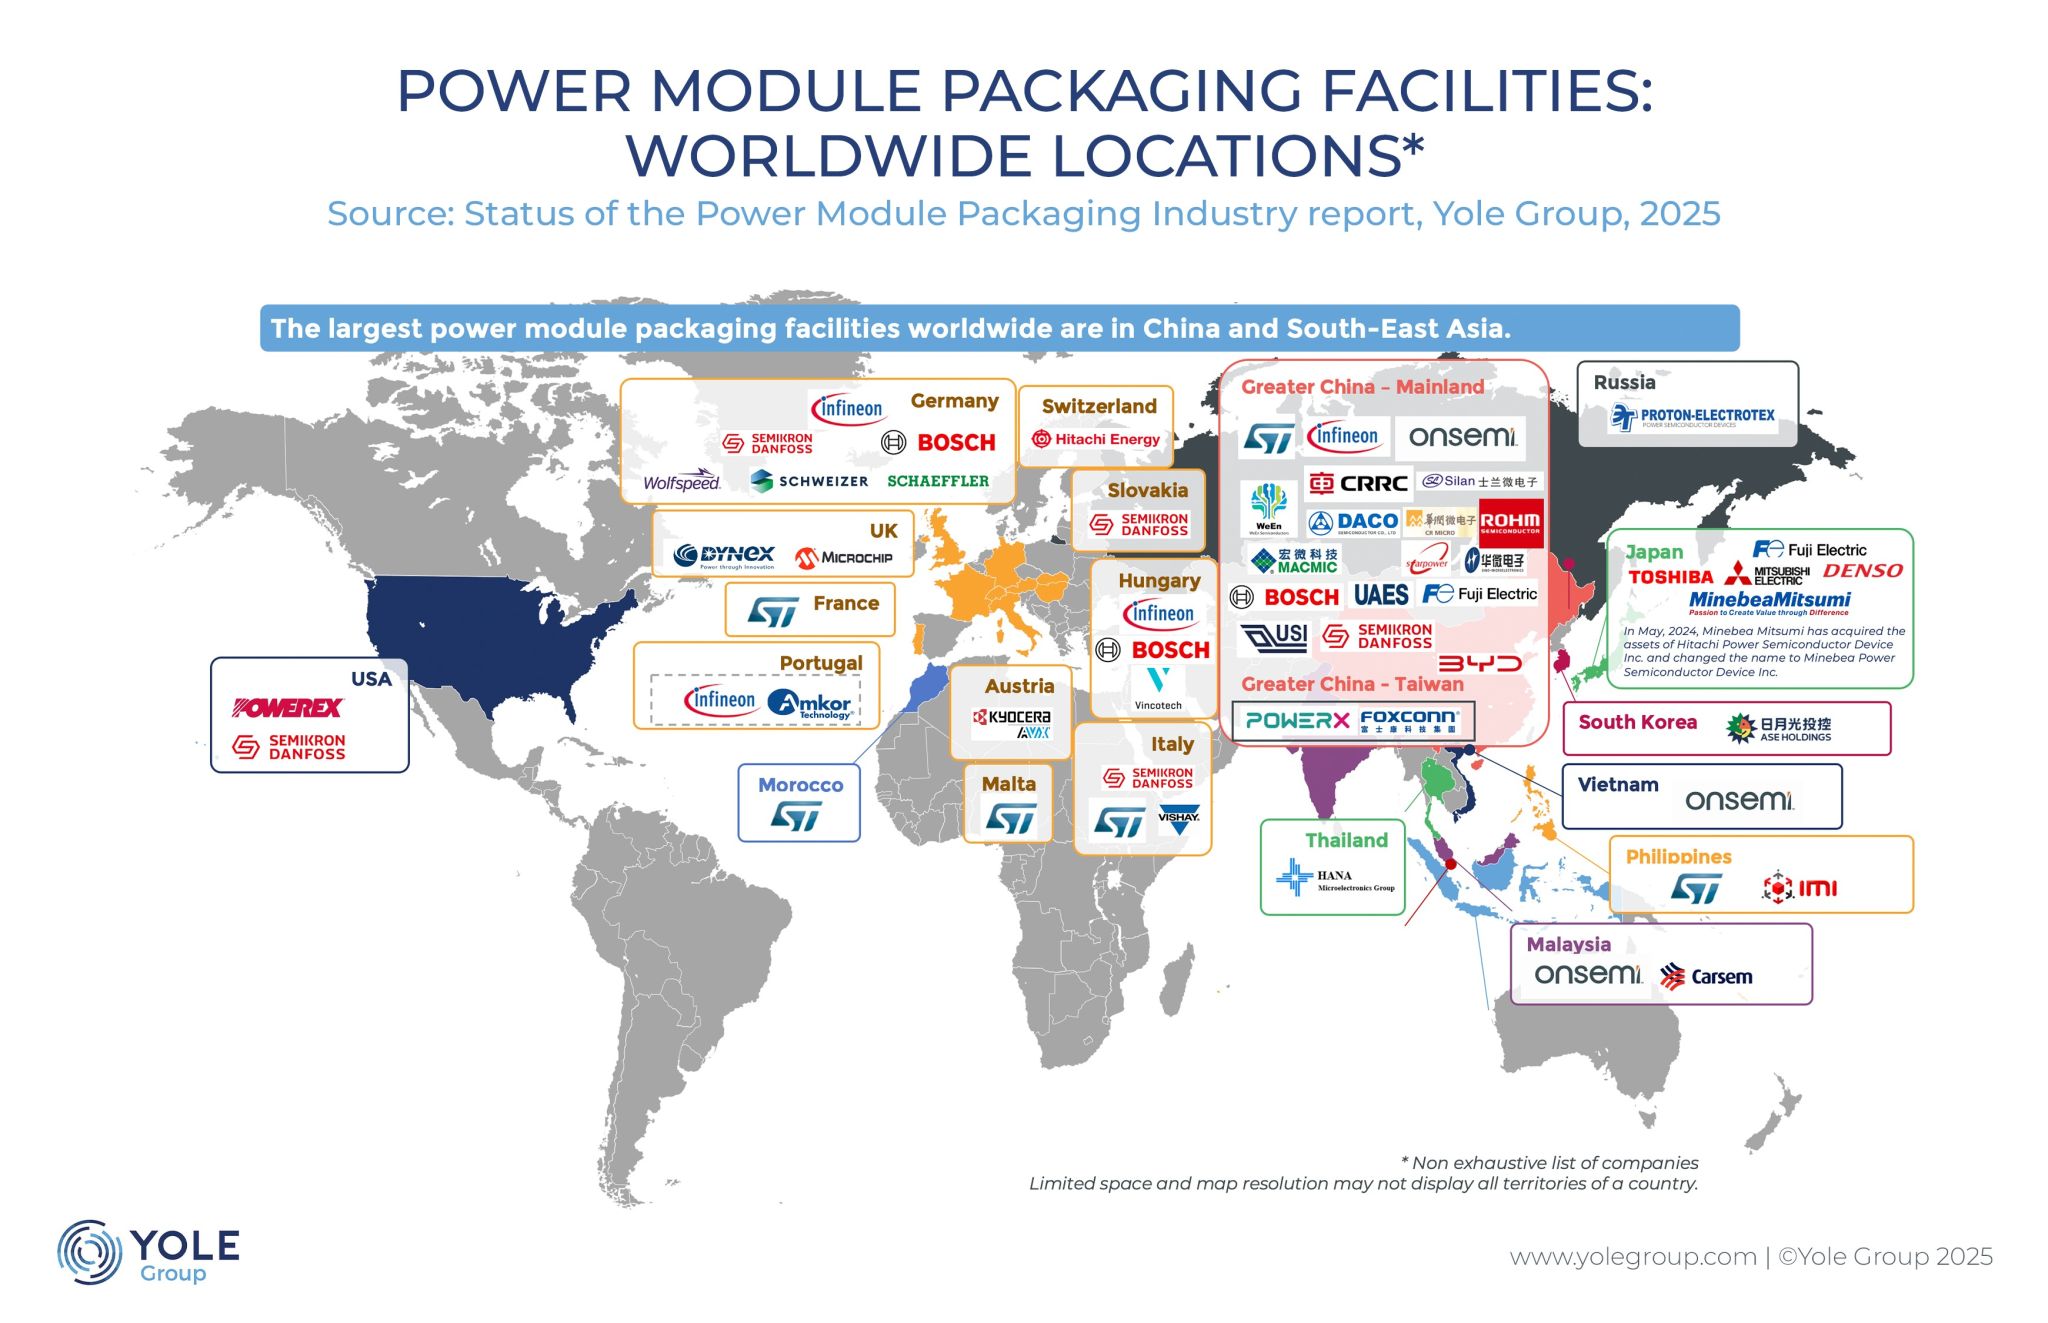 POWER MODULE PACKAGING FACILITIES:
WORLDWIDE LOCATIONS*
Source: Status of the Power Module Packaging Industry report, Yole Group, 2025
The largest power module packaging facilities worldwide are in China and South-East Asia.
Germany
infineon
SEMIKRON
DANFOSS
BOSCH
Wolfspeed
SCHWEIZER
SCHAEFFLER
Switzerland
Hitachi Energy
Slovakia
SEMIKRON
DANFOSS
UK
DYNEX
Power through Innovation
MICROCHIP
France
ST
Portugal
infineon
Amkor
Technology®
Hungary
infineon
BOSCH
Vincotech
Austria
KYOCERA
AVX
Italy
SEMIKRON
DANFOSS
ST
VISHAY
Malta
ST
Morocco
ST
USA
POWEREX
SEMIKRON
DANFOSS
Greater China – Mainland
ST
infineon
onsemi
WeEn
WeEn Semiconductors
CRRC
Silan 士兰微电子
DACO
SEMICONDUCTOR CO., LTD
华润微电子
CR MICRO
ROHM
SEMICONDUCTOR
宏微科技
MACMIC
starpower
华微电子
BOSCH
UAES
Fuji Electric
USI
SEMIKRON
DANFOSS
BYD
Greater China - Taiwan
POWERX
FOXCONN®
富士康科技集團
Russia
PROTON-ELECTROTEX
POWER SEMICONDUCTOR DEVICES
Japan
Fuji Electric
TOSHIBA
MITSUBISHI
ELECTRIC
DENSO
MinebeaMitsumi
Passion to Create Value through Difference
In May, 2024, Minebea Mitsumi has acquired the
assets of Hitachi Power Semiconductor Device
Inc. and changed the name to Minebea Power
Semiconductor Device Inc.
South Korea
日月光投控
ASE HOLDINGS
Vietnam
onsemi
Thailand
HANA
Microelectronics Group
Philippines
ST
IMI
Malaysia
onsemi
Carsem
* Non exhaustive list of companies
Limited space and map resolution may not display all territories of a country.
YOLE
Group
www.yolegroup.com | ©Yole Group 2025